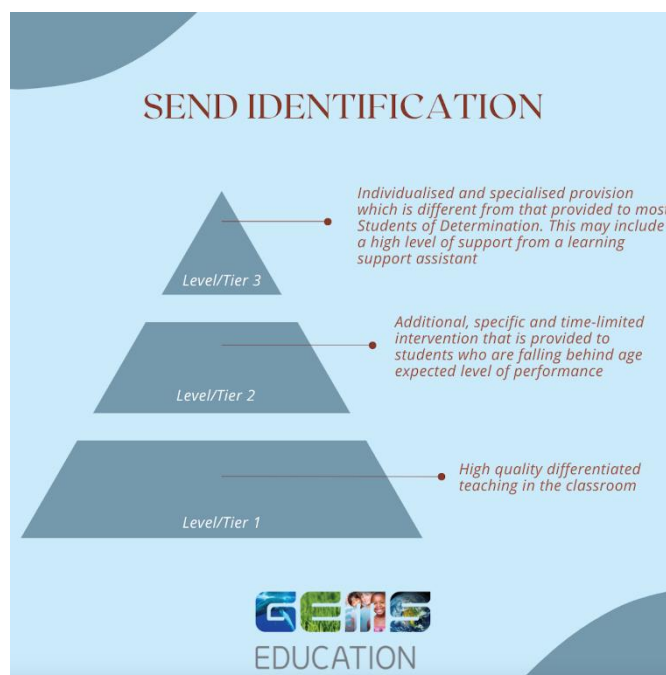 SEND IDENTIFICATION
Individualised and specialised provision
which is different from that provided to most
Students of Determination. This may include
a high level of support from a learning
support assistant
Level/Tier 3
Additional, specific and time-limited
intervention that is provided to
students who are falling behind age
expected level of performance
Level/Tier 2
High quality differentiated
teaching in the classroom
Level/Tier 1
GEMS
EDUCATION